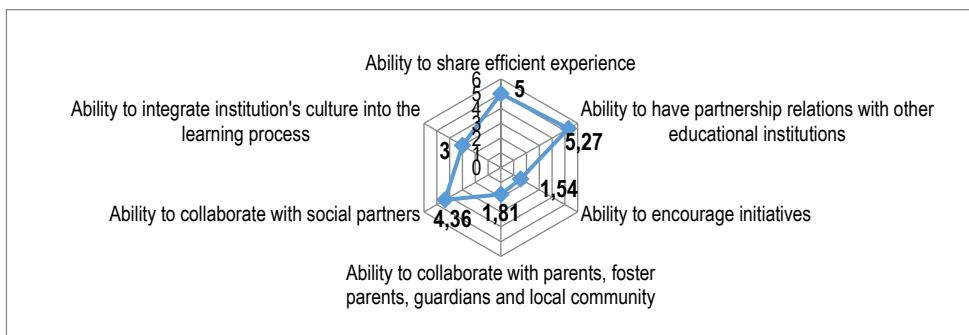 Ability to share efficient experience
6
5
4
3
2
1
0
5
Ability to have partnership relations with other
educational institutions
5,27
Ability to encourage initiatives
1,54
Ability to collaborate with parents, foster
parents, guardians and local community
1,81
Ability to collaborate with social partners
4,36
Ability to integrate institution's culture into the
learning process
3